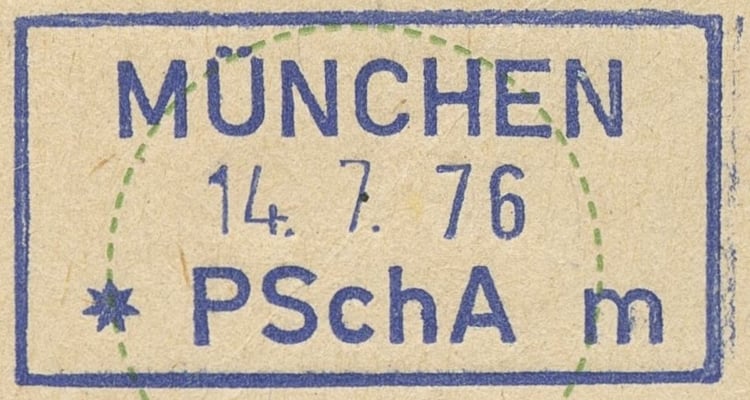 MÜNCHEN
14. 7. 76
* PSchA m